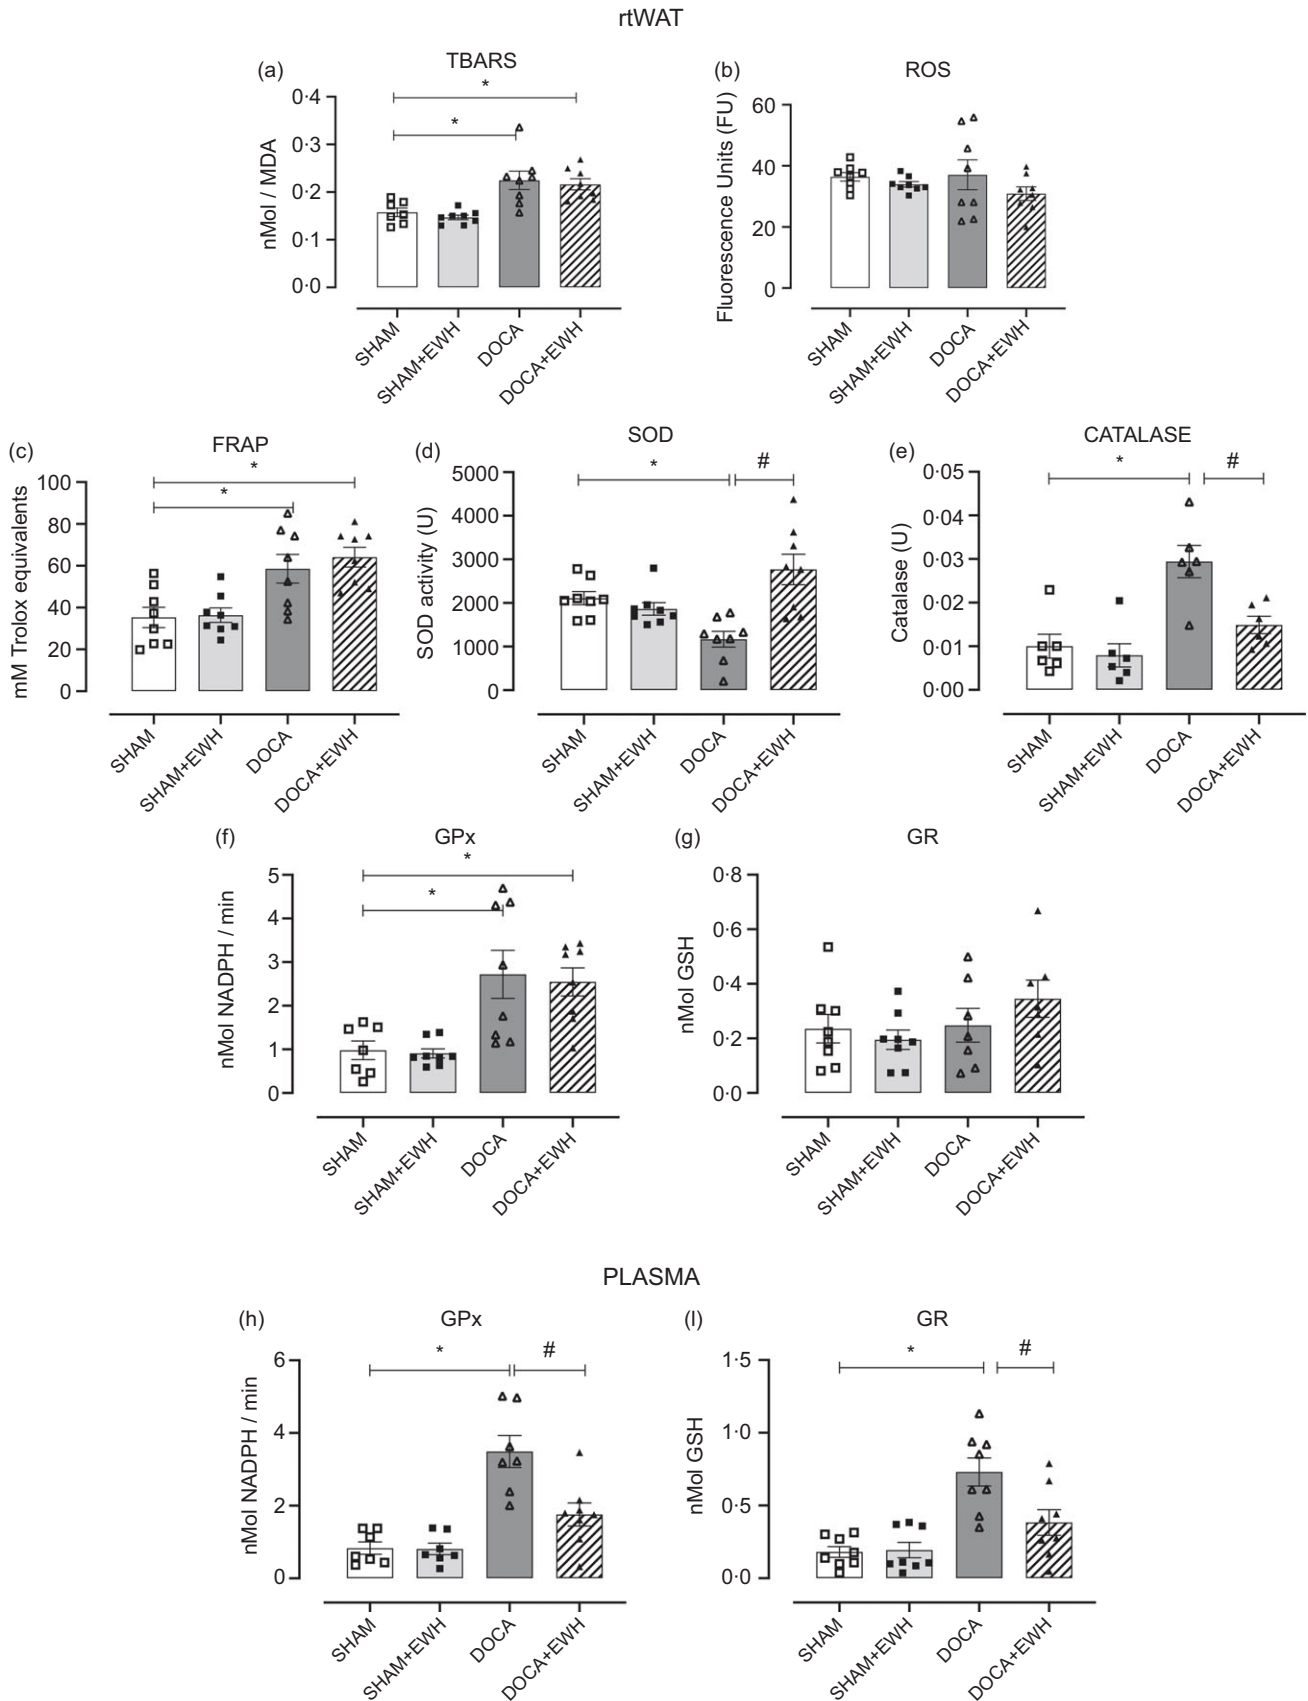 rtWAT
(a)
TBARS
*
*
nMol / MDA
0·4
0·3
0·2
0·1
0·0
SHAM
SHAM+EWH
DOCA
DOCA+EWH
(b)
ROS
Fluorescence Units (FU)
60
40
20
0
SHAM
SHAM+EWH
DOCA
DOCA+EWH
(c)
FRAP
*
*
mM Trolox equivalents
100
80
60
40
20
0
SHAM
SHAM+EWH
DOCA
DOCA+EWH
(d)
SOD
*
#
SOD activity (U)
5000
4000
3000
2000
1000
0
SHAM
SHAM+EWH
DOCA
DOCA+EWH
(e)
CATALASE
*
#
Catalase (U)
0·05
0·04
0·03
0·02
0·01
0·00
SHAM
SHAM+EWH
DOCA
DOCA+EWH
(f)
GPx
*
*
nMol NADPH / min
5
4
3
2
1
0
SHAM
SHAM+EWH
DOCA
DOCA+EWH
(g)
GR
nMol GSH
0·8
0·6
0·4
0·2
0·0
SHAM
SHAM+EWH
DOCA
DOCA+EWH
PLASMA
(h)
GPx
*
#
nMol NADPH / min
6
4
2
0
SHAM
SHAM+EWH
DOCA
DOCA+EWH
(l)
GR
*
#
nMol GSH
1·5
1·0
0·5
0·0
SHAM
SHAM+EWH
DOCA
DOCA+EWH